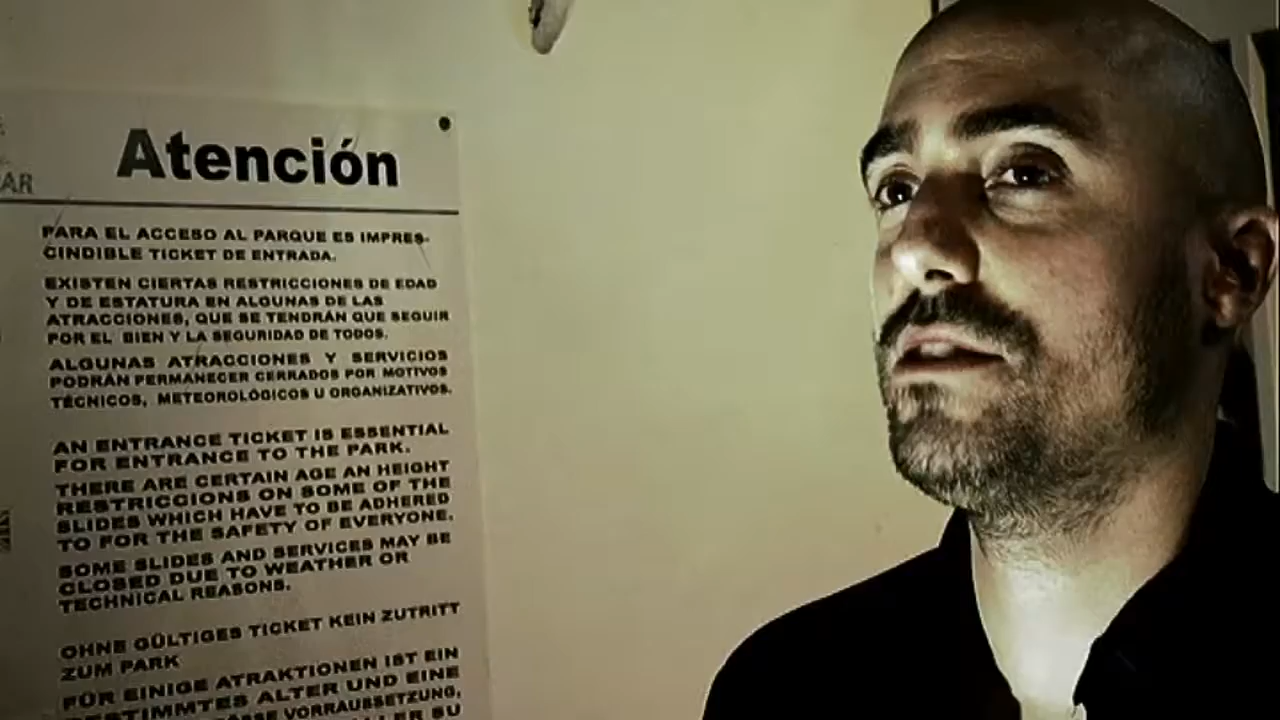 AR
Atención
PARA EL ACCESO AL PARQUE ES IMPRES-
CINDIBLE TICKET DE ENTRADA.
EXISTEN CIERTAS RESTRICCIONES DE EDAD
Y DE ESTATURA EN ALGUNAS DE LAS
ATRACCIONES, QUE SE TENDRÁN QUE SEGUIR
POR EL BIEN Y LA SEGURIDAD DE TODOS.
ALGUNAS ATRACCIONES Y SERVICIOS
PODRÁN PERMANECER CERRADOS POR MOTIVOS
TÉCNICOS, METEOROLÓGICOS U ORGANIZATIVOS.
AN ENTRANCE TICKET IS ESSENTIAL
FOR ENTRANCE TO THE PARK.
THERE ARE CERTAIN AGE AN HEIGHT
RESTRICCIONS ON SOME OF THE
SLIDES WHICH HAVE TO BE ADHERED
TO FOR THE SAFETY OF EVERYONE.
SOME SLIDES AND SERVICES MAY BE
CLOSED DUE TO WEATHER OR
TECHNICAL REASONS.
OHNE GÜLTIGES TICKET KEIN ZUTRITT
ZUM PARK
FÜR EINIGE ATRAKTIONEN IST EIN
BESTIMMTES ALTER UND EINE
VORRAUSSETZUNG,
SU